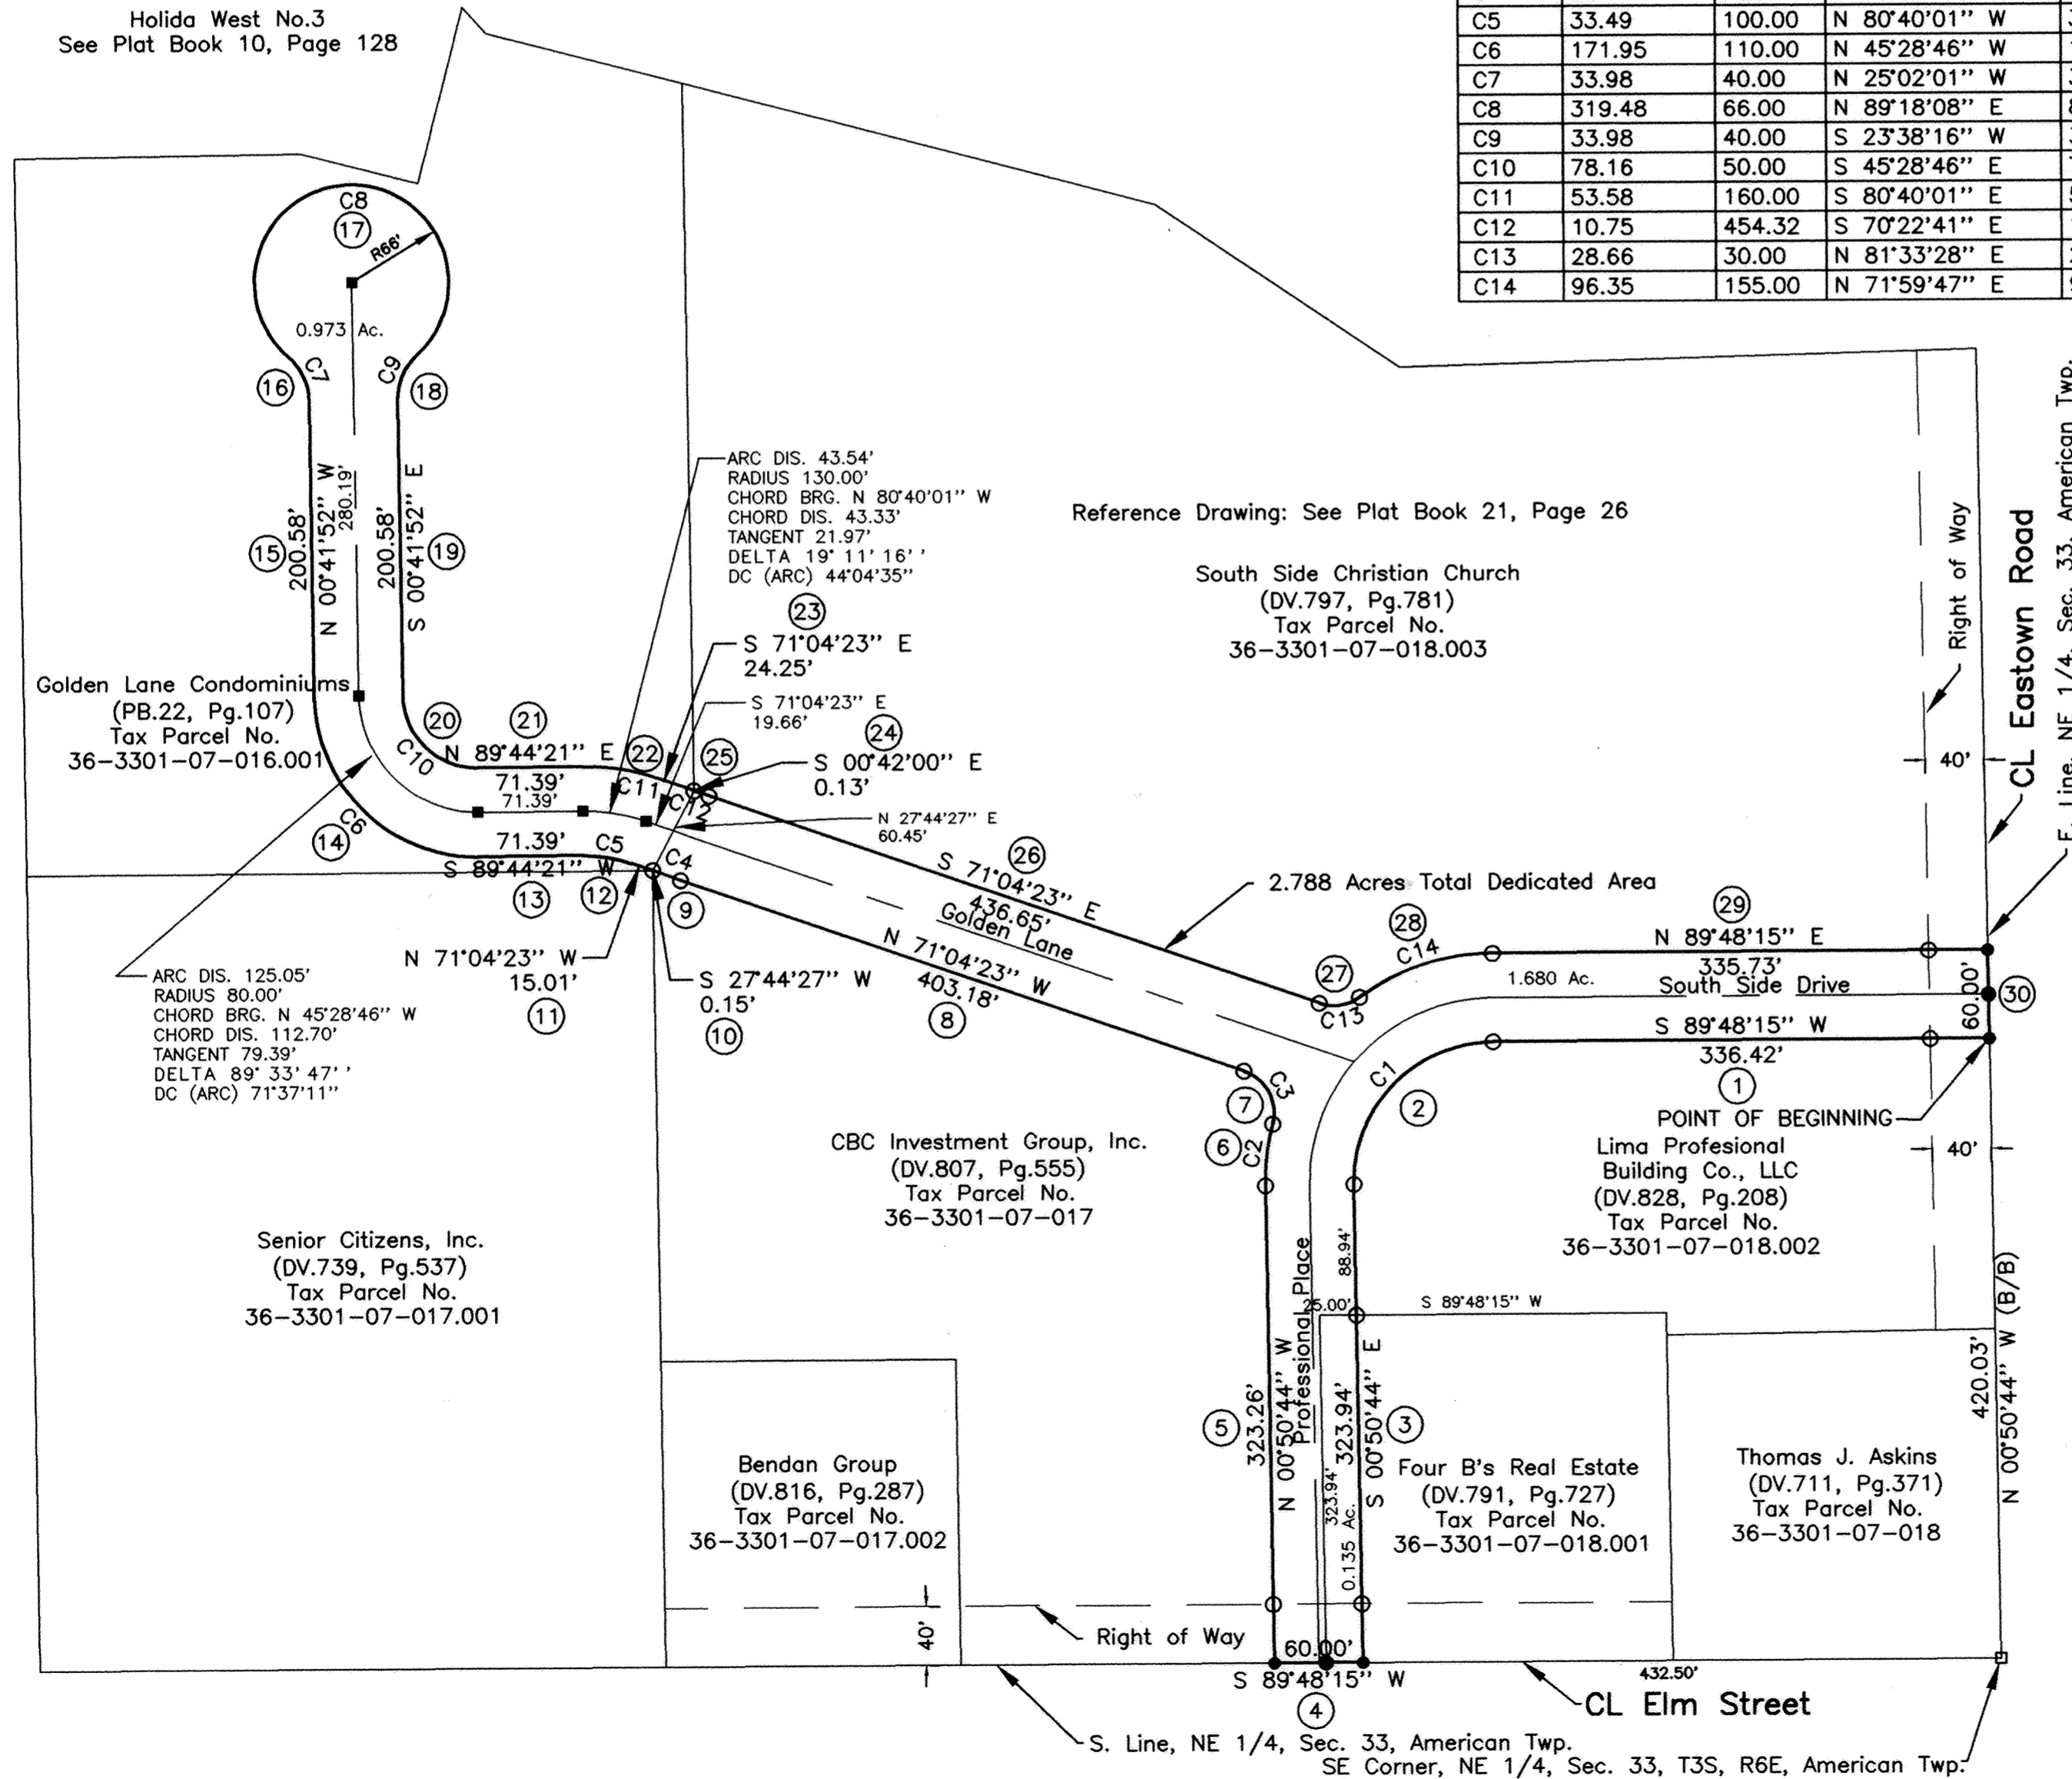 Holida West No.3
See Plat Book 10, Page 128
C5 33.49 100.00 N 80°40'01'' W
C6 171.95 110.00 N 45°28'46'' W
C7 33.98 40.00 N 25°02'01'' W
C8 319.48 66.00 N 89°18'08'' E
C9 33.98 40.00 S 23°38'16'' W
C10 78.16 50.00 S 45°28'46'' E
C11 53.58 160.00 S 80°40'01'' E
C12 10.75 454.32 S 70°22'41'' E
C13 28.66 30.00 N 81°33'28'' E
C14 96.35 155.00 N 71°59'47'' E
C8
17
R66'
0.973 Ac.
C7
C9
16
18
15
200.58'
N 00°41'52'' W
280.19'
200.58'
S 00°41'52'' E
19
ARC DIS. 43.54'
RADIUS 130.00'
CHORD BRG. N 80°40'01'' W
CHORD DIS. 43.33'
TANGENT 21.97'
DELTA 19° 11' 16' '
DC (ARC) 44°04'35''
23
S 71°04'23'' E
24.25'
S 71°04'23'' E
19.66'
24
S 00°42'00'' E
0.13'
N 27°44'27'' E
60.45'
Reference Drawing: See Plat Book 21, Page 26
South Side Christian Church
(DV.797, Pg.781)
Tax Parcel No.
36-3301-07-018.003
Right of Way
40'
CL Eastown Road
E. Line, NE 1/4, Sec. 33, American Twp.
Golden Lane Condominiums
(PB.22, Pg.107)
Tax Parcel No.
36-3301-07-016.001
20
21
22
25
C10
N 89°44'21'' E
71.39'
71.39'
C11
C12
C6
14
71.39'
C5
S 89°44'21'' W
13
12
C4
9
N 71°04'23'' W
15.01'
11
S 27°44'27'' W
0.15'
10
ARC DIS. 125.05'
RADIUS 80.00'
CHORD BRG. N 45°28'46'' W
CHORD DIS. 112.70'
TANGENT 79.39'
DELTA 89° 33' 47' '
DC (ARC) 71°37'11''
26
S 71°04'23'' E
436.65'
Golden Lane
N 71°04'23'' W
403.18'
8
2.788 Acres Total Dedicated Area
27
28
C13
C14
29
N 89°48'15'' E
335.73'
1.680 Ac.
South Side Drive
S 89°48'15'' W
336.42'
1
60.00'
30
POINT OF BEGINNING
C1
2
C3
7
6
C2
40'
Lima Profesional
Building Co., LLC
(DV.828, Pg.208)
Tax Parcel No.
36-3301-07-018.002
CBC Investment Group, Inc.
(DV.807, Pg.555)
Tax Parcel No.
36-3301-07-017
Senior Citizens, Inc.
(DV.739, Pg.537)
Tax Parcel No.
36-3301-07-017.001
88.94'
25.00'
S 89°48'15'' W
Professional Place
5
323.26'
N 00°50'44'' W
323.94'
323.94'
0.135 Ac.
S 00°50'44'' E
3
Bendan Group
(DV.816, Pg.287)
Tax Parcel No.
36-3301-07-017.002
Four B's Real Estate
(DV.791, Pg.727)
Tax Parcel No.
36-3301-07-018.001
Thomas J. Askins
(DV.711, Pg.371)
Tax Parcel No.
36-3301-07-018
420.03'
N 00°50'44'' W (B/B)
40'
Right of Way
60.00'
S 89°48'15'' W
4
432.50'
CL Elm Street
S. Line, NE 1/4, Sec. 33, American Twp.
SE Corner, NE 1/4, Sec. 33, T3S, R6E, American Twp.